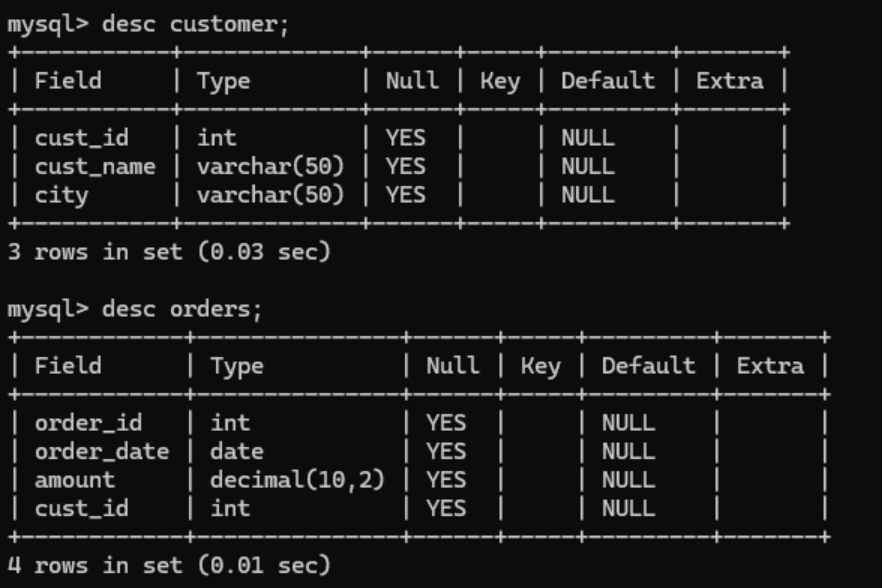 mysql> desc customer;
+-----------+-------------+------+-----+---------+-------+
| Field     | Type        | Null | Key | Default | Extra |
+-----------+-------------+------+-----+---------+-------+
| cust_id   | int         | YES  |     | NULL    |       |
| cust_name | varchar(50) | YES  |     | NULL    |       |
| city      | varchar(50) | YES  |     | NULL    |       |
+-----------+-------------+------+-----+---------+-------+
3 rows in set (0.03 sec)

mysql> desc orders;
+------------+---------------+------+-----+---------+-------+
| Field      | Type          | Null | Key | Default | Extra |
+------------+---------------+------+-----+---------+-------+
| order_id   | int           | YES  |     | NULL    |       |
| order_date | date          | YES  |     | NULL    |       |
| amount     | decimal(10,2) | YES  |     | NULL    |       |
| cust_id    | int           | YES  |     | NULL    |       |
+------------+---------------+------+-----+---------+-------+
4 rows in set (0.01 sec)